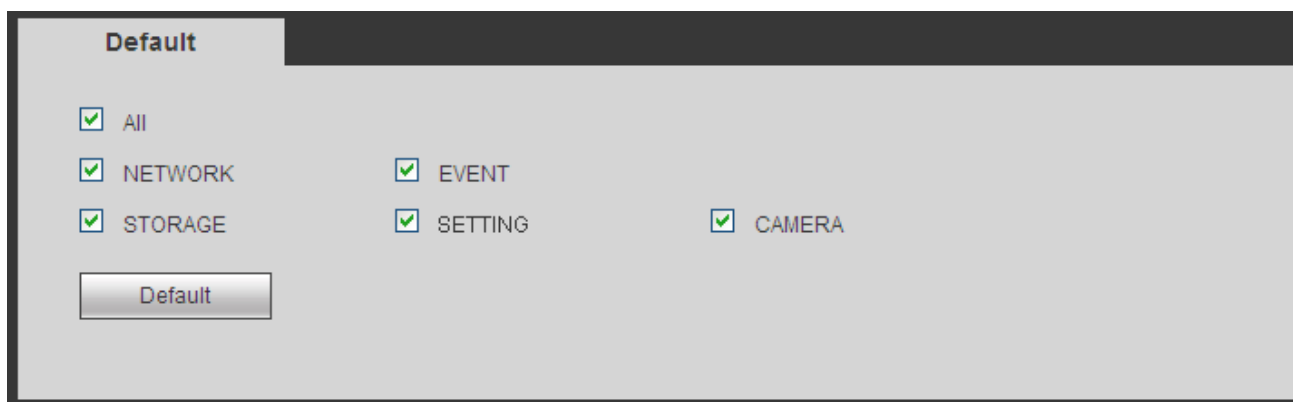 Default
All
NETWORK EVENT
STORAGE SETTING CAMERA
Default